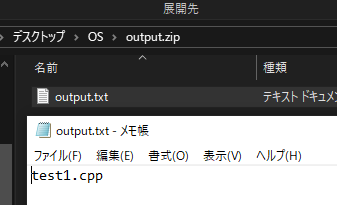 展開先
デスクトップ > OS > output.zip
名前 種類
output.txt テキスト ドキュメ
output.txt - メモ帳
ファイル(F) 編集(E) 書式(O) 表示(V) ヘルプ(H)
test1.cpp